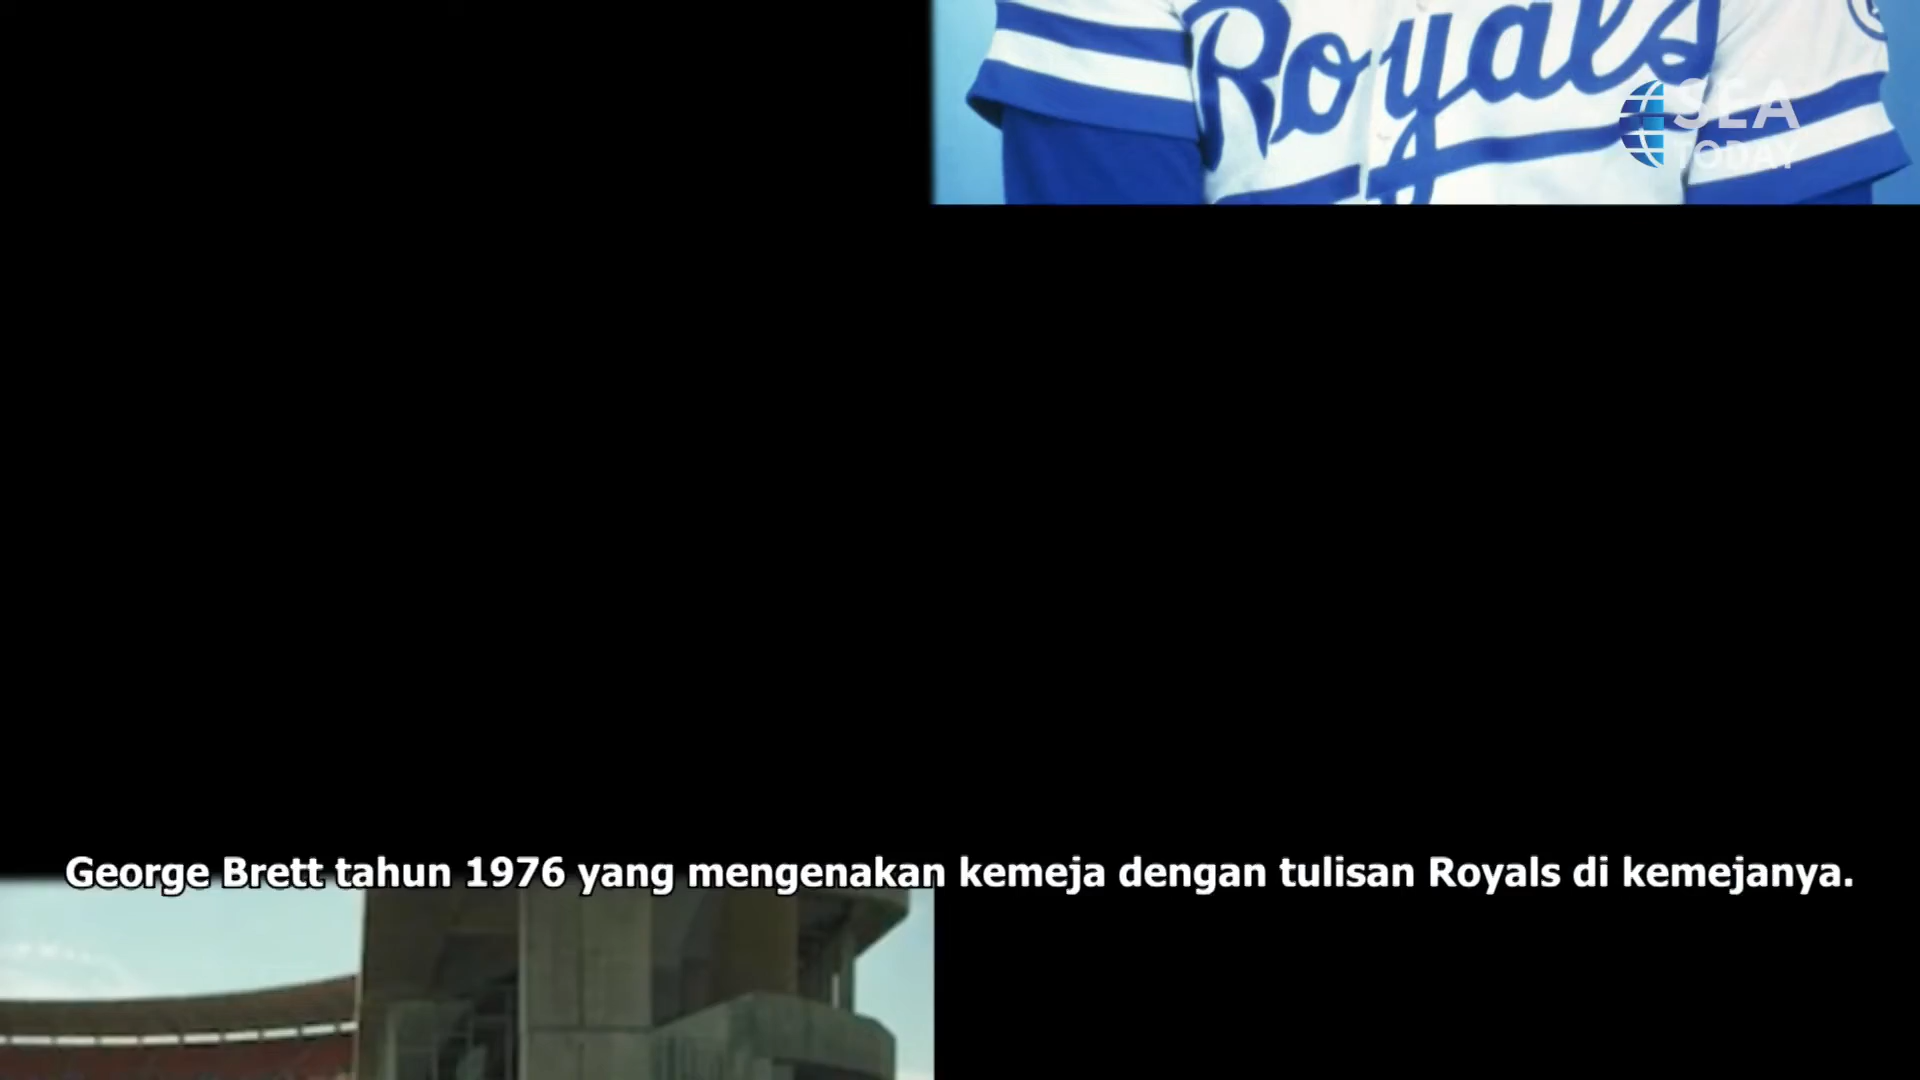 Royals
SEA
TODAY
George Brett tahun 1976 yang mengenakan kemeja dengan tulisan Royals di kemejanya.